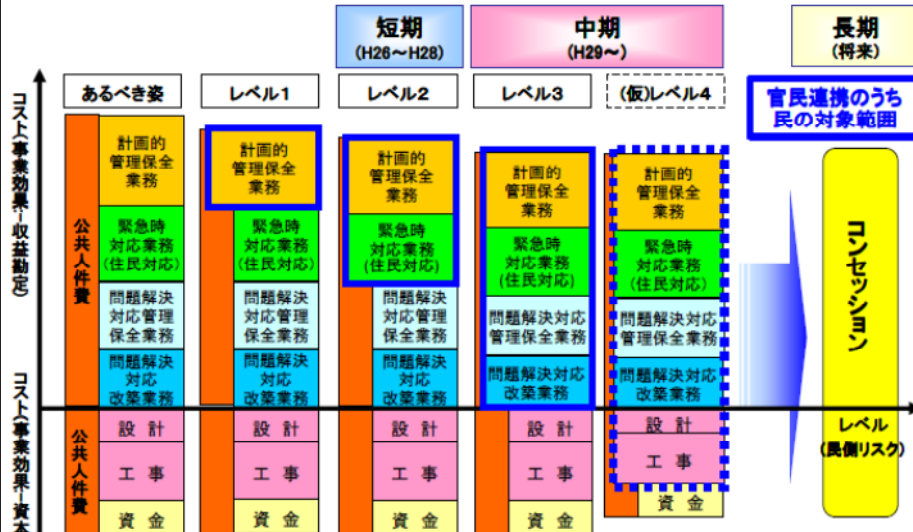 短期
(H26～H28)
中期
(H29～)
長期
(将来)
あるべき姿
レベル1
レベル2
レベル3
(仮)レベル4
官民連携のうち
民の対象範囲
コスト(事業効果－収益勘定)
コスト(事業効果－資本
公共人件費
計画的
管理保全
業務
緊急時
対応業務
(住民対応)
問題解決
対応管理
保全業務
問題解決
対応
改築業務
公共人件費
設計
工事
資金
計画的
管理保全
業務
緊急時
対応業務
(住民対応)
問題解決
対応管理
保全業務
問題解決
対応
改築業務
設計
工事
資金
計画的
管理保全
業務
緊急時
対応業務
(住民対応)
問題解決
対応管理
保全業務
問題解決
対応
改築業務
設計
工事
資金
計画的
管理保全
業務
緊急時
対応業務
(住民対応)
問題解決対応
管理保全業務
問題解決対応
改築業務
設計
工事
資金
計画的
管理保全
業務
緊急時
対応業務
(住民対応)
問題解決対応
管理保全業務
問題解決対応
改築業務
設計
工事
資金
コンセッション
レベル
(民側リスク)